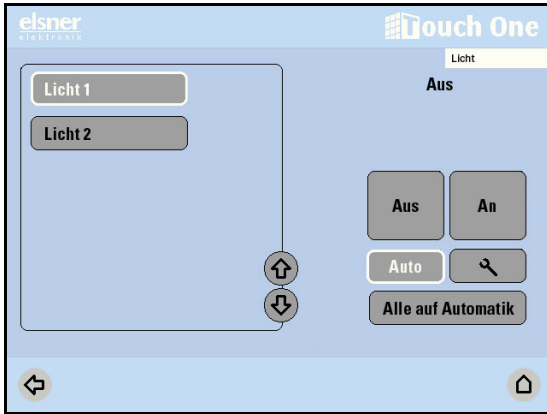 elsner
elektronik
Touch One
Licht
Licht 1
Aus
Licht 2
Aus
An
Auto
Alle auf Automatik